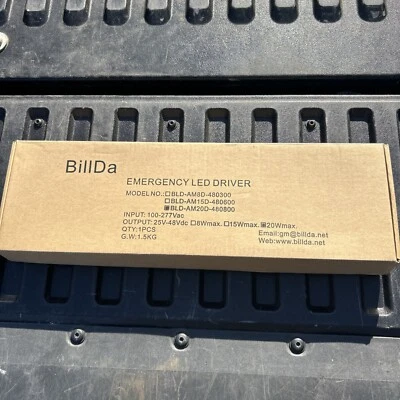 BillDa
EMERGENCY LED DRIVER
MODEL NO.: □BLD-AM8D-480300
□BLD-AM15D-480600
■BLD-AM20D-480800
INPUT: 100-277Vac
OUTPUT: 25V-48Vdc □8Wmax. □15Wmax. ■20Wmax.
QTY:1PCS Email:gm@billda.net
G.W:1.5KG Web:www.billda.net